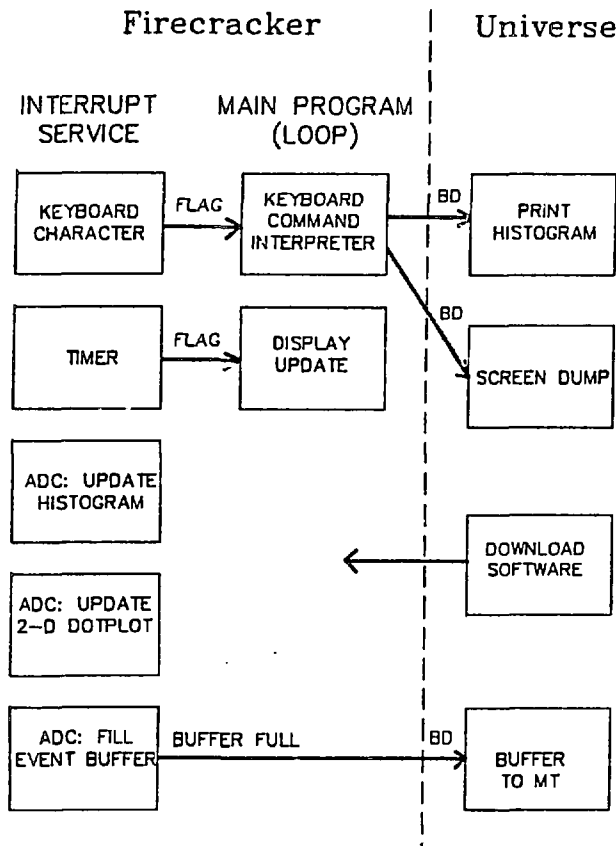 Firecracker
Universe
INTERRUPT
SERVICE
MAIN PROGRAM
(LOOP)
KEYBOARD
CHARACTER
FLAG
KEYBOARD
COMMAND
INTERPRETER
BD
PRINT
HISTOGRAM
BD
TIMER
FLAG
DISPLAY
UPDATE
SCREEN DUMP
ADC: UPDATE
HISTOGRAM
DOWNLOAD
SOFTWARE
ADC: UPDATE
2-D DOTPLOT
ADC: FILL
EVENT BUFFER
BUFFER FULL
BD
BUFFER
TO MT